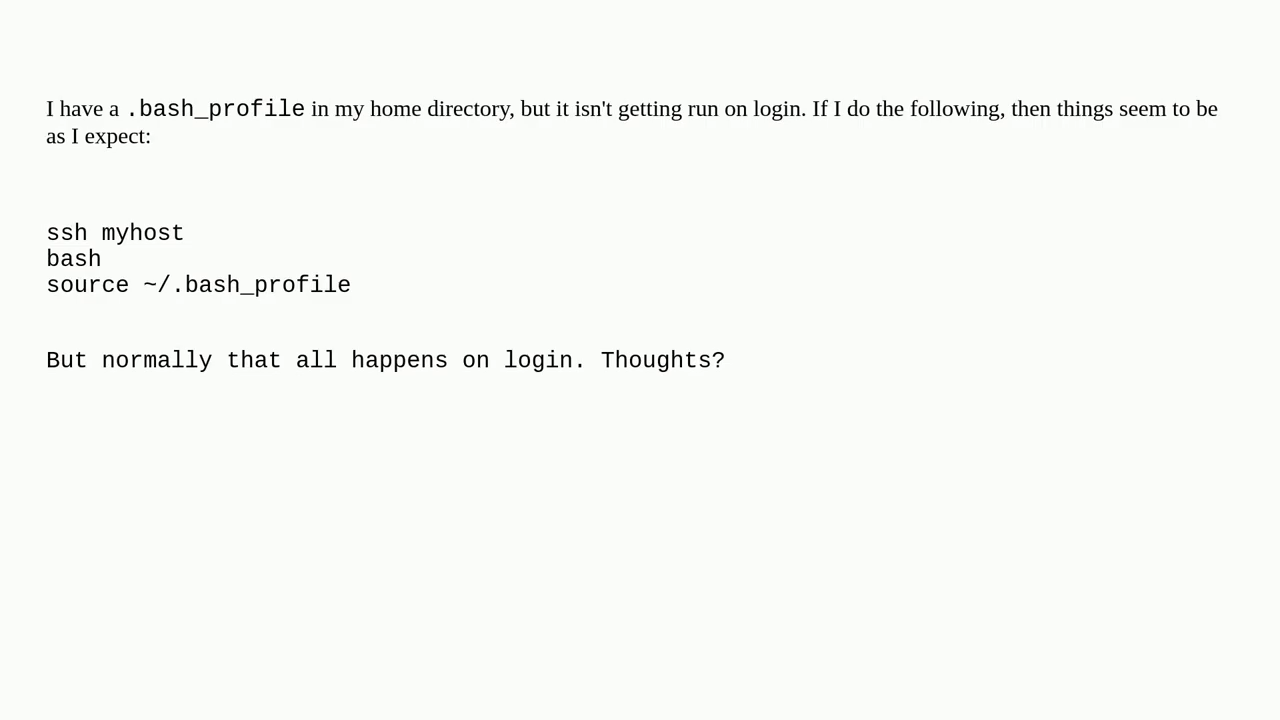 I have a .bash_profile in my home directory, but it isn't getting run on login. If I do the following, then things seem to be
as I expect:
ssh myhost
bash
source ~/.bash_profile
But normally that all happens on login. Thoughts?